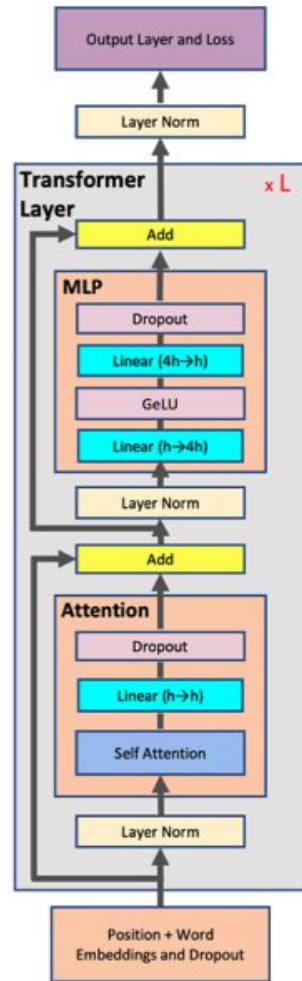 Output Layer and Loss
Layer Norm
Transformer
Layer
x L
Add
MLP
Dropout
Linear (4h→h)
GeLU
Linear (h→4h)
Layer Norm
Add
Attention
Dropout
Linear (h→h)
Self Attention
Layer Norm
Position + Word
Embeddings and Dropout